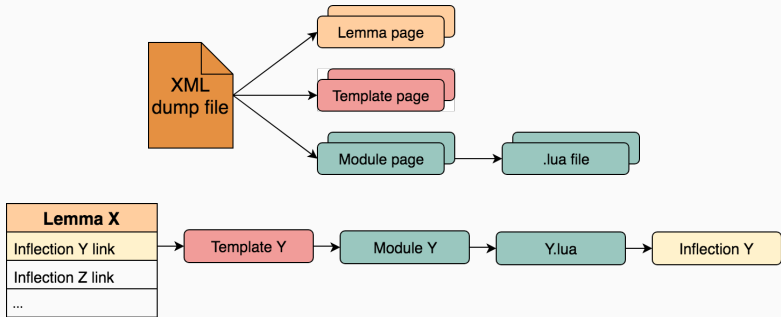 XML
dump file
Lemma page
Template page
Module page
.lua file
Lemma X
Inflection Y link
Inflection Z link
...
Template Y
Module Y
Y.lua
Inflection Y